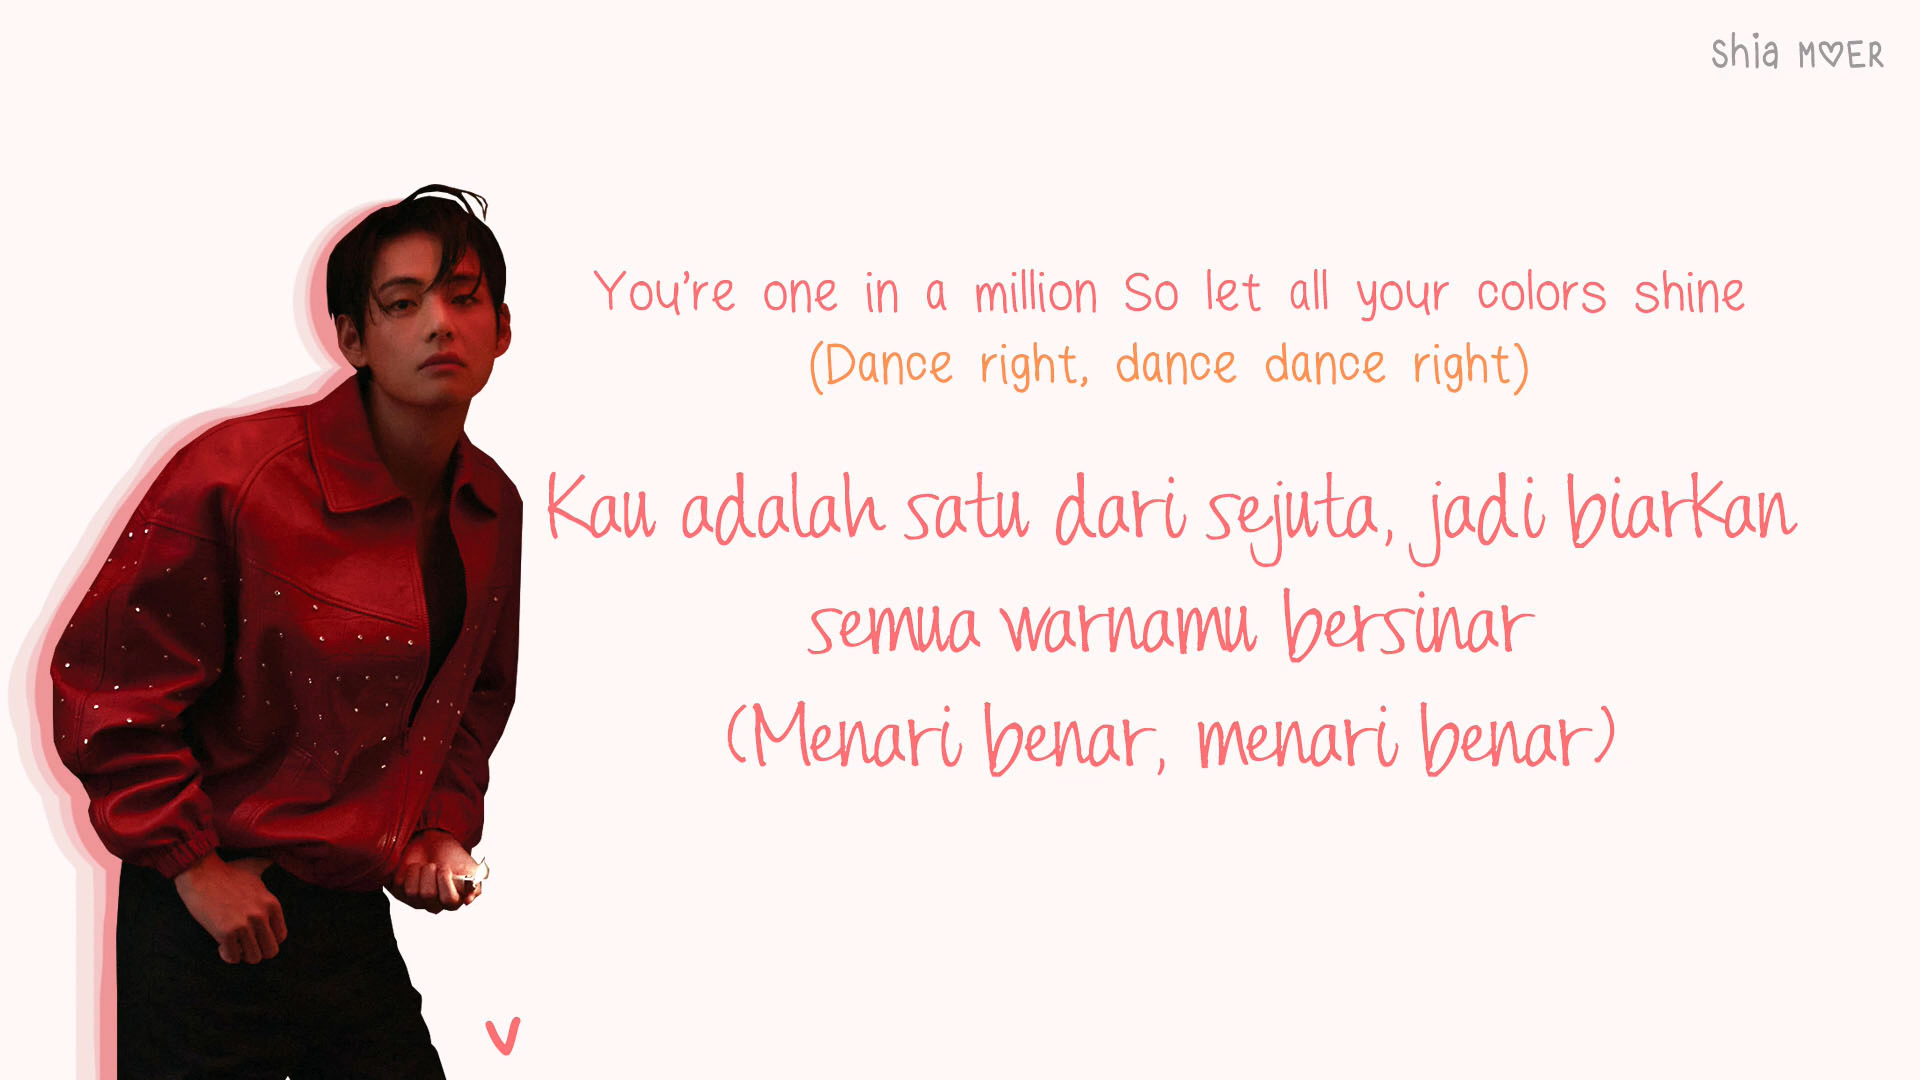 Shia M♡ER
You're one in a million So let all your colors shine
(Dance right, dance dance right)
Kau adalah satu dari sejuta, jadi biarkan
semua warnamu bersinar
(Menari benar, menari benar)
V